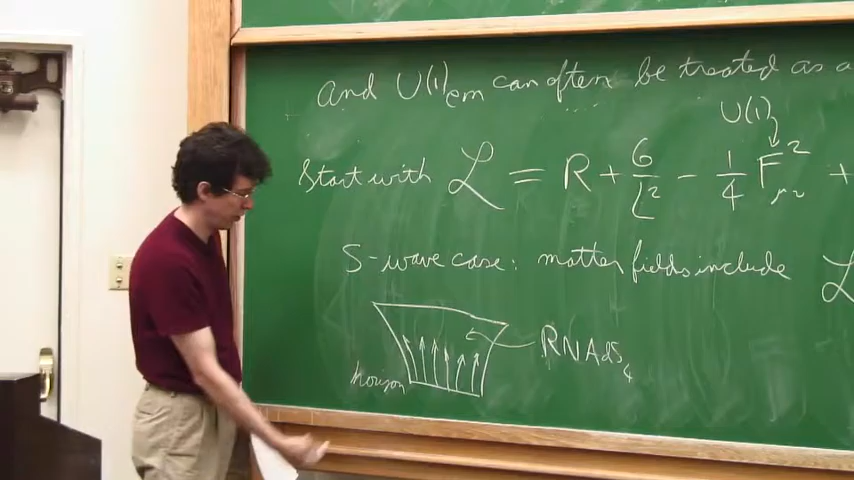 And U(1)em can often be treated as a
U(1)
Start with L = R + 6/L² - 1/4 F²μν +
S-wave case: matter fields include L
RNAdS₄
horizon